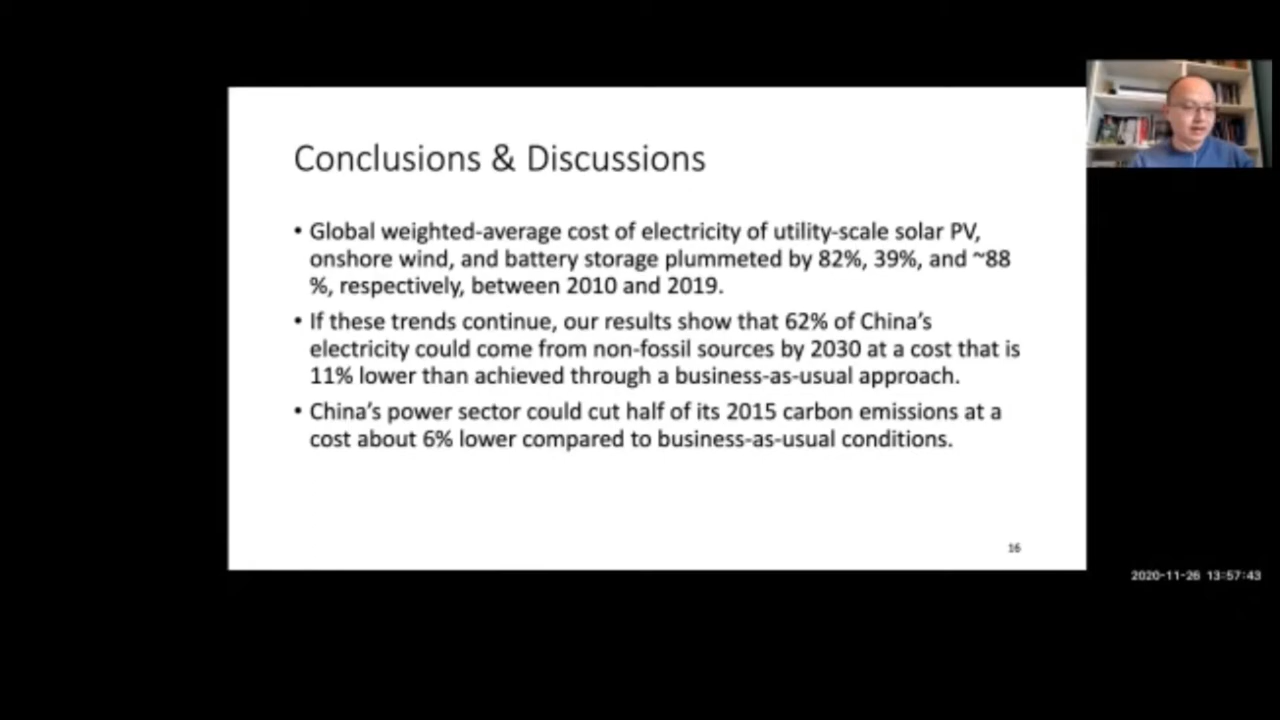 Conclusions & Discussions
• Global weighted-average cost of electricity of utility-scale solar PV,
onshore wind, and battery storage plummeted by 82%, 39%, and ~88
%, respectively, between 2010 and 2019.
• If these trends continue, our results show that 62% of China's
electricity could come from non-fossil sources by 2030 at a cost that is
11% lower than achieved through a business-as-usual approach.
• China's power sector could cut half of its 2015 carbon emissions at a
cost about 6% lower compared to business-as-usual conditions.
16
2020-11-26 13:57:43